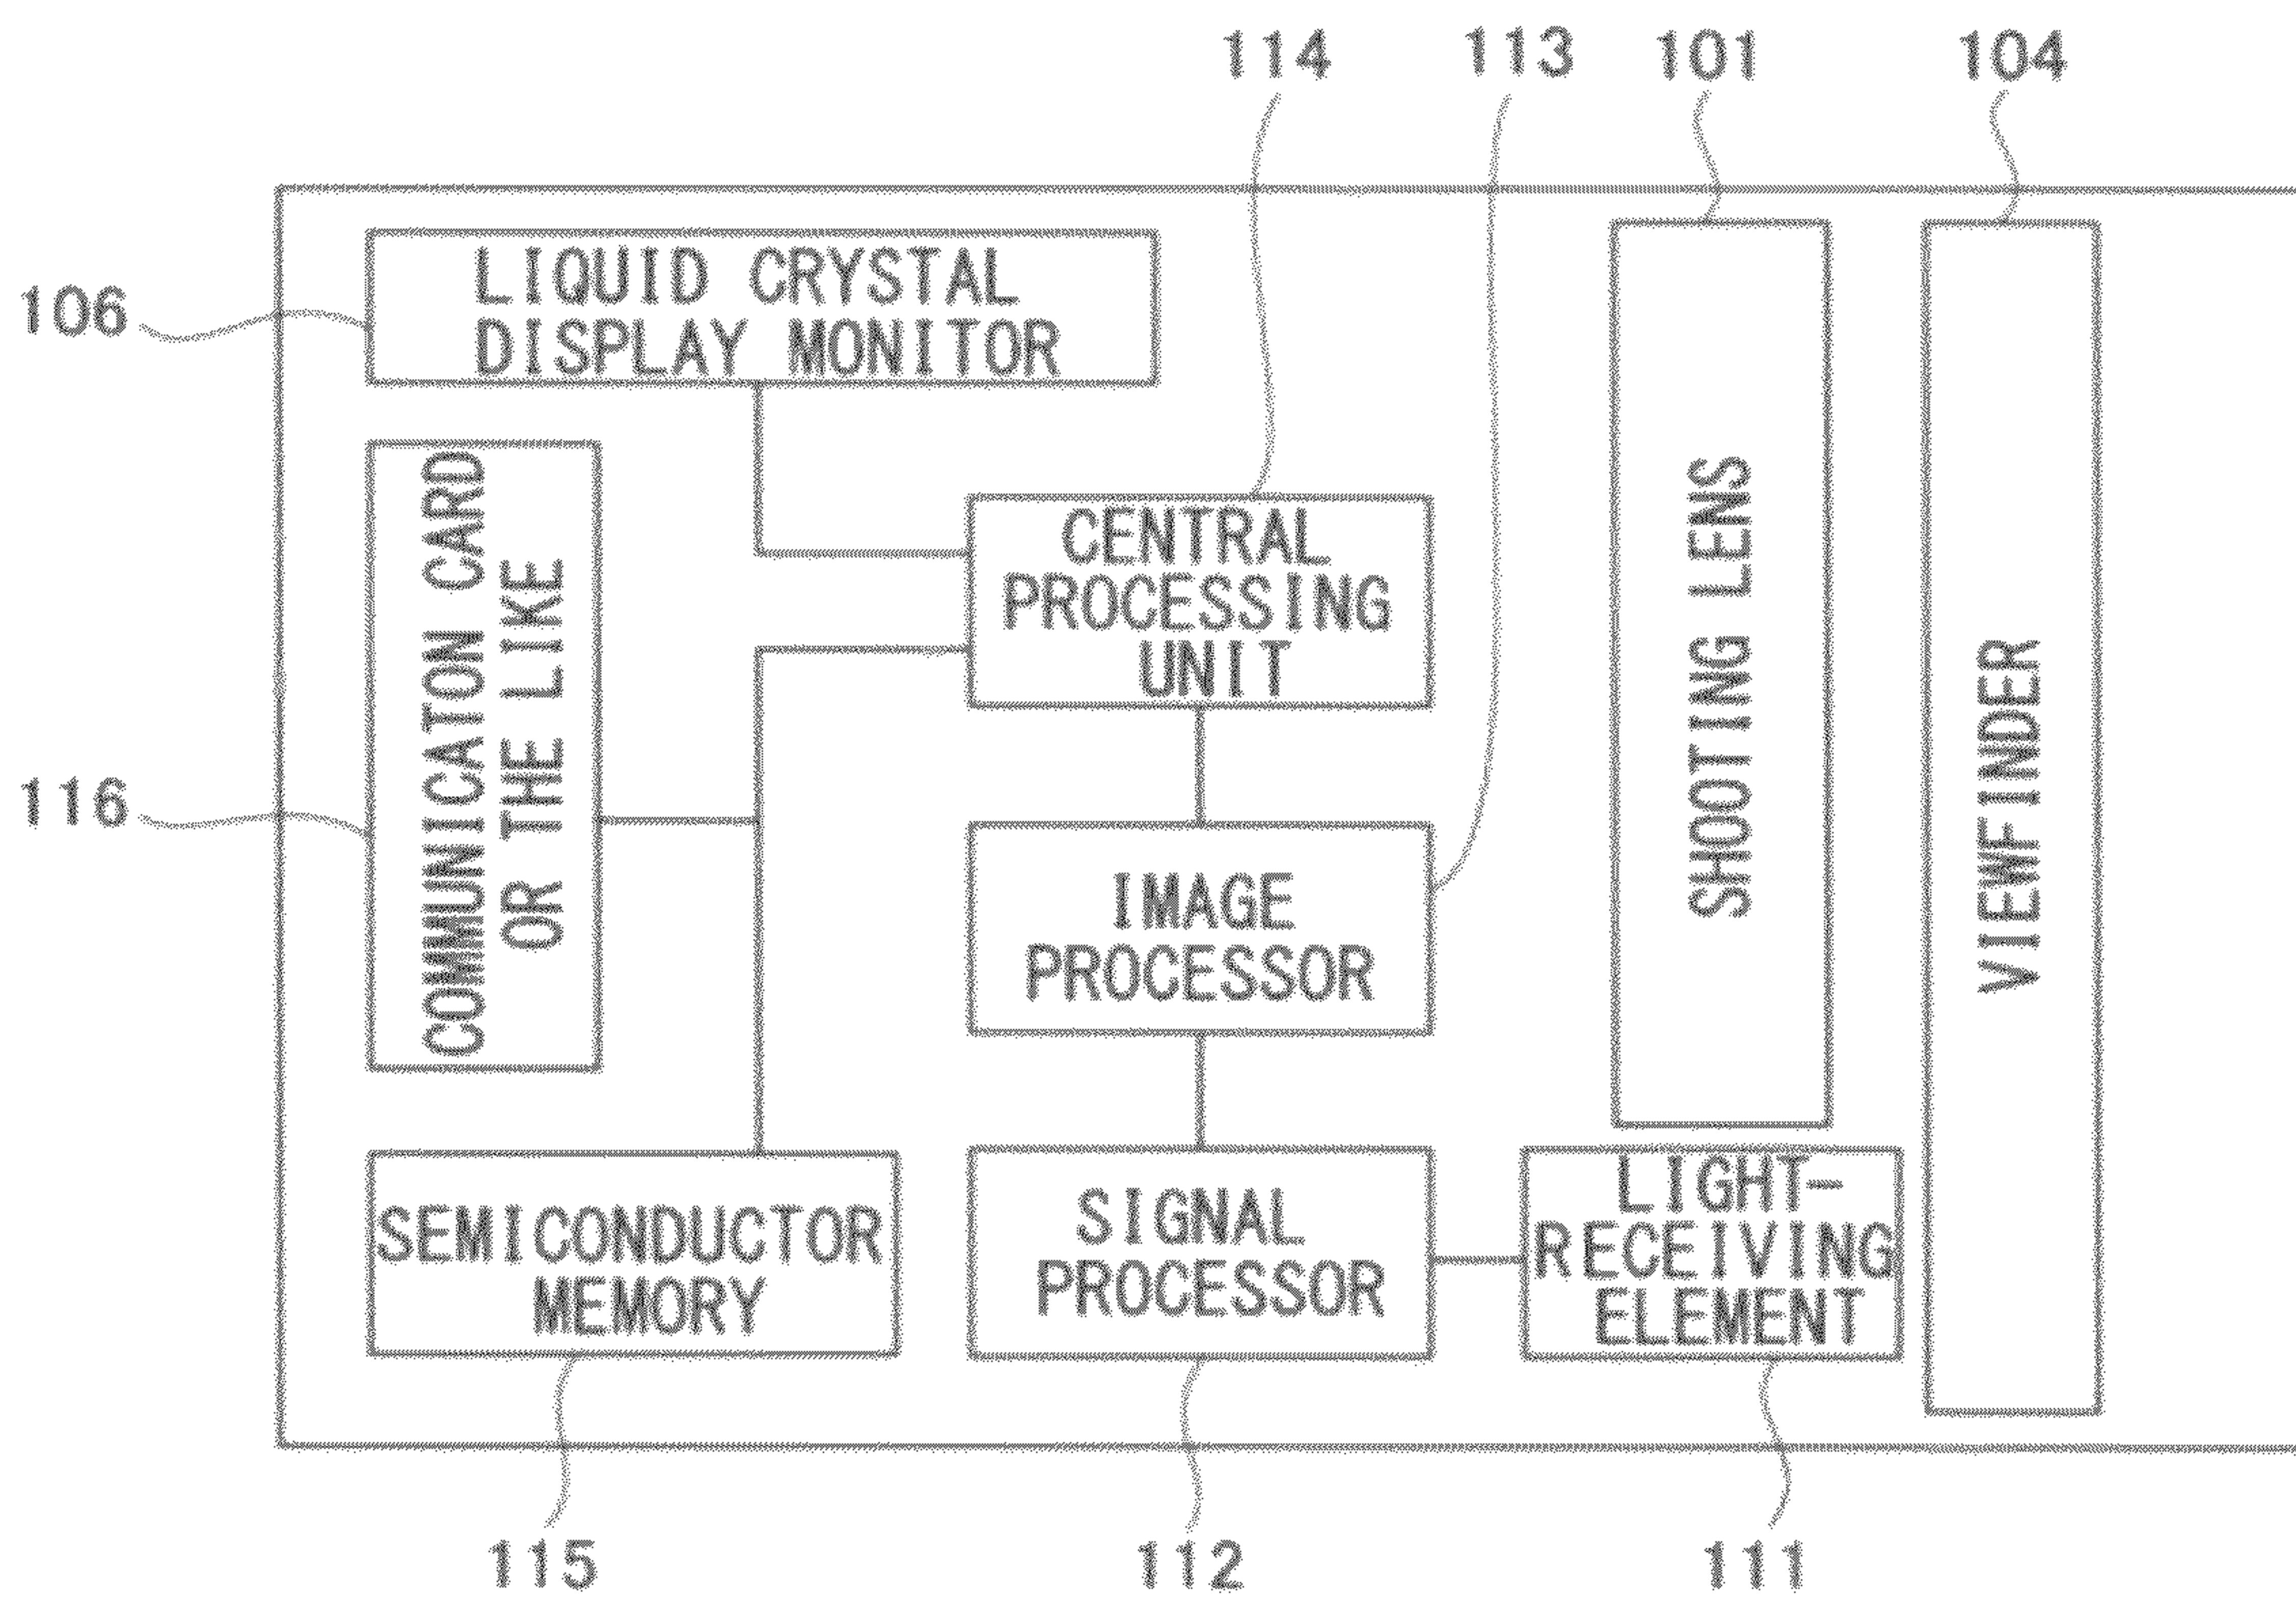 114
113
101
104
106
LIQUID CRYSTAL
DISPLAY MONITOR
116
COMMUNICATON CARD
OR THE LIKE
CENTRAL
PROCESSING
UNIT
IMAGE
PROCESSOR
SHOOTING LENS
VIEWFINDER
SEMICONDUCTOR
MEMORY
SIGNAL
PROCESSOR
LIGHT-
RECEIVING
ELEMENT
115
112
111